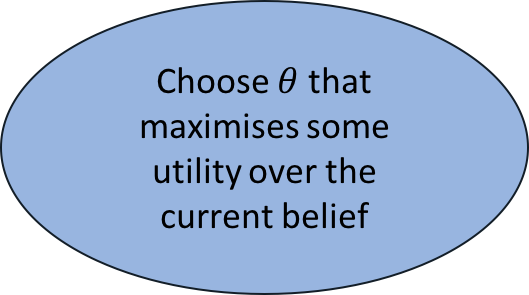 Choose 𝜃 that
maximises some
utility over the
current belief